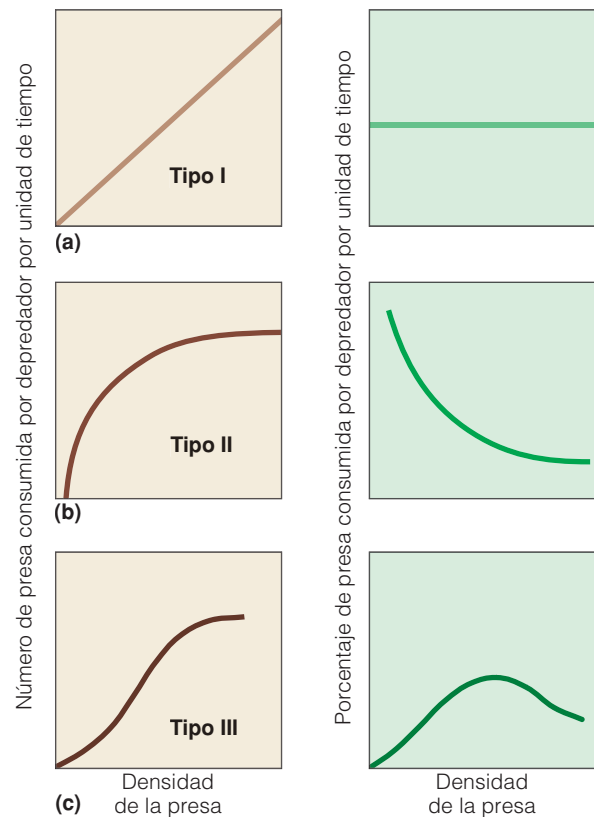 Número de presa consumida por depredador por unidad de tiempo
Porcentaje de presa consumida por depredador por unidad de tiempo
Tipo I
(a)
Tipo II
(b)
Tipo III
(c)
Densidad
de la presa
Densidad
de la presa